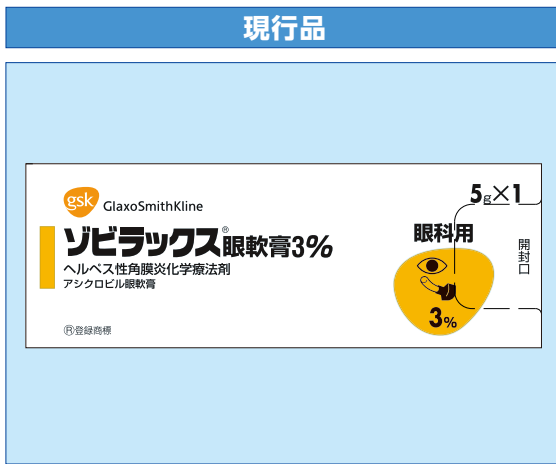 現行品
gsk GlaxoSmithKline
5g×1
ゾビラックス®眼軟膏3%
ヘルペス性角膜炎化学療法剤
アシクロビル眼軟膏
眼科用
3%
開封口
Ⓡ登録商標